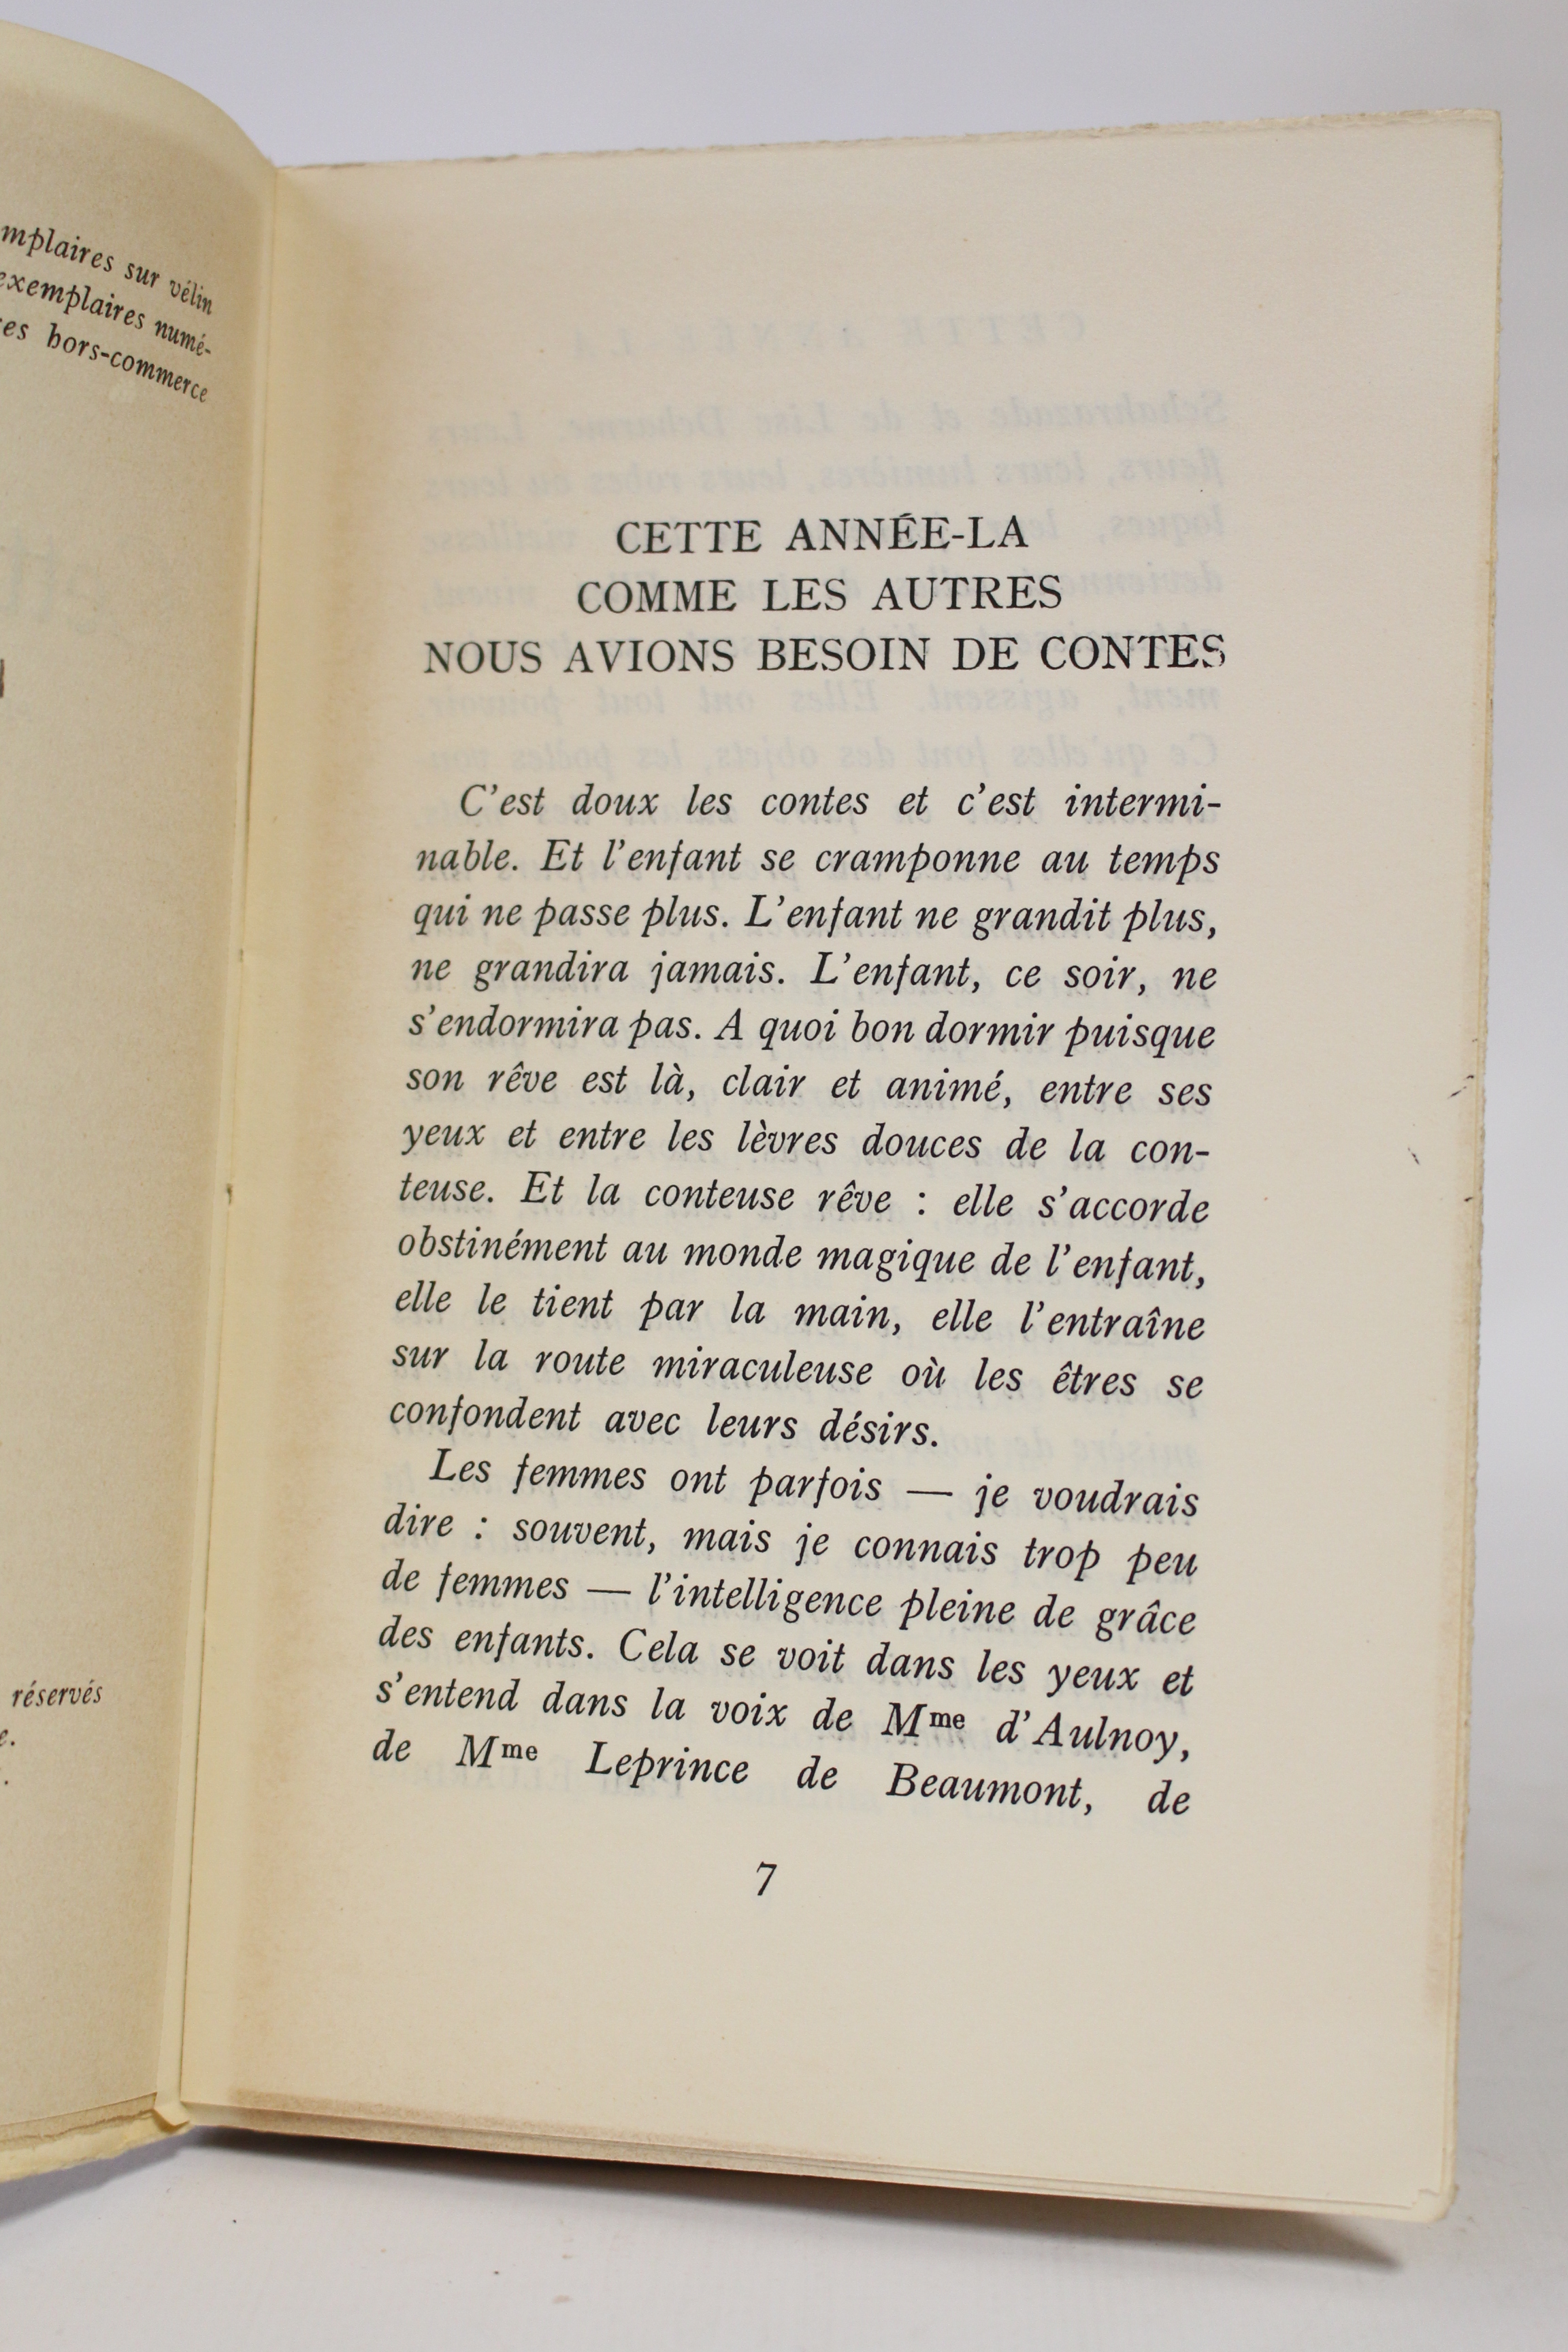 mplaires sur vélin
exemplaires numé-
es hors-commerce
réservés
CETTE ANNÉE-LA
COMME LES AUTRES
NOUS AVIONS BESOIN DE CONTES
C'est doux les contes et c'est intermi-
nable. Et l'enfant se cramponne au temps
qui ne passe plus. L'enfant ne grandit plus,
ne grandira jamais. L'enfant, ce soir, ne
s'endormira pas. A quoi bon dormir puisque
son rêve est là, clair et animé, entre ses
yeux et entre les lèvres douces de la con-
teuse. Et la conteuse rêve : elle s'accorde
obstinément au monde magique de l'enfant,
elle le tient par la main, elle l'entraîne
sur la route miraculeuse où les êtres se
confondent avec leurs désirs.
Les femmes ont parfois — je voudrais
dire : souvent, mais je connais trop peu
de femmes — l'intelligence pleine de grâce
des enfants. Cela se voit dans les yeux et
s'entend dans la voix de Mme d'Aulnoy,
de Mme Leprince de Beaumont, de
7